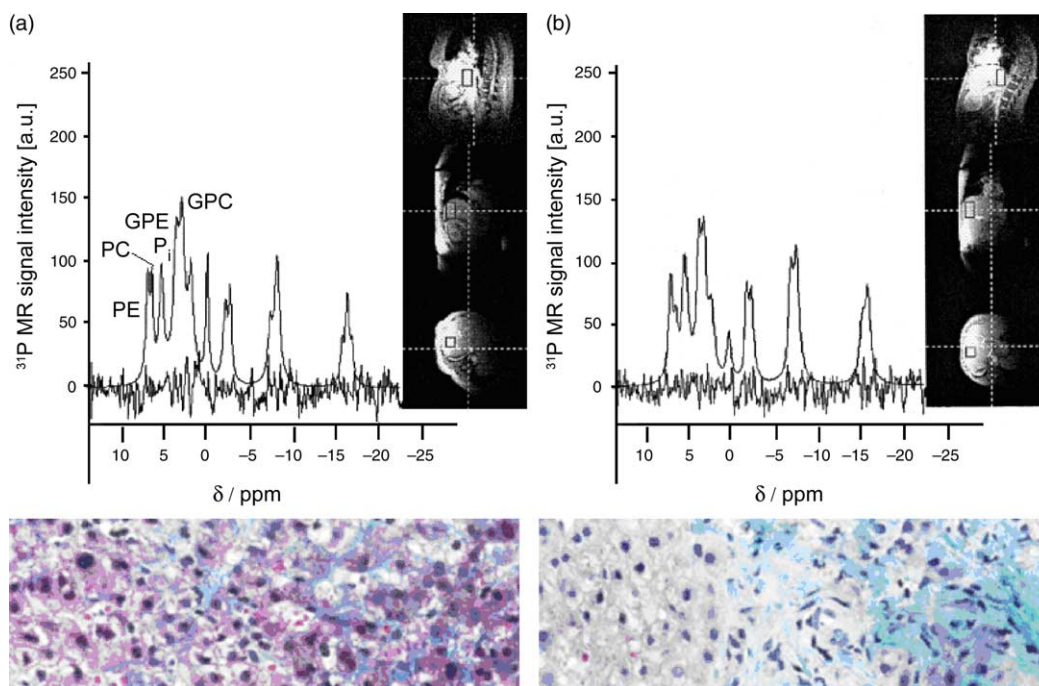 (a)
³¹P MR signal intensity [a.u.]
250
200
150
100
50
0
GPC
GPE
PC
Pi
PE
10 5 0 –5 –10 –15 –20 –25
δ / ppm
(b)
³¹P MR signal intensity [a.u.]
250
200
150
100
50
0
10 5 0 –5 –10 –15 –20 –25
δ / ppm